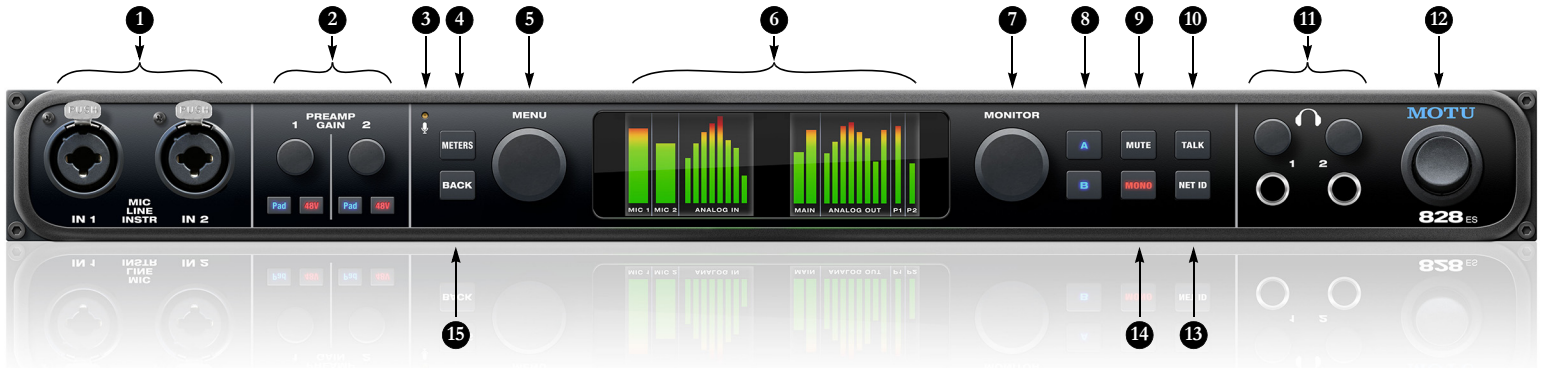 1 2 3 4 5 6 7 8 9 10 11 12
PUSH PUSH
IN 1
MIC
LINE
INSTR
IN 2
PREAMP
1 GAIN 2
Pad 48V Pad 48V
METERS
BACK
MENU
MIC 1 MIC 2 ANALOG IN
MAIN ANALOG OUT P1 P2
MONITOR
A MUTE TALK
B MONO NET ID
1 2
MOTU
828 ES
15 14 13